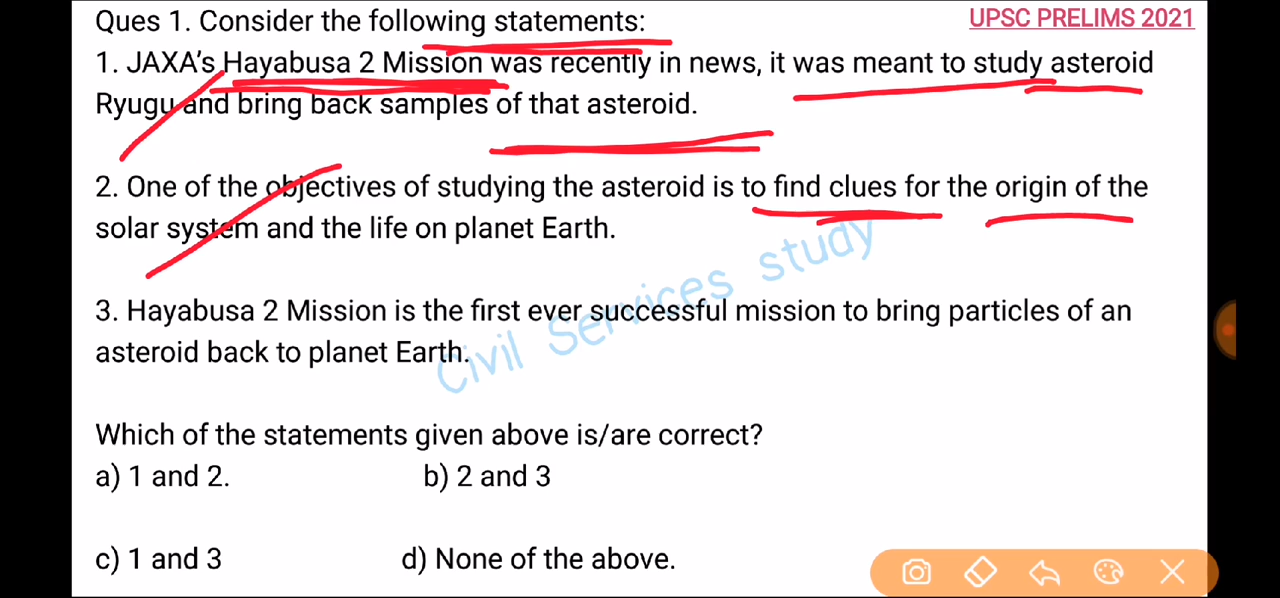 Ques 1. Consider the following statements:
UPSC PRELIMS 2021
1. JAXA's Hayabusa 2 Mission was recently in news, it was meant to study asteroid
Ryugu and bring back samples of that asteroid.
2. One of the objectives of studying the asteroid is to find clues for the origin of the
solar system and the life on planet Earth.
3. Hayabusa 2 Mission is the first ever successful mission to bring particles of an
asteroid back to planet Earth.
Civil Services study
Which of the statements given above is/are correct?
a) 1 and 2. b) 2 and 3
c) 1 and 3 d) None of the above.